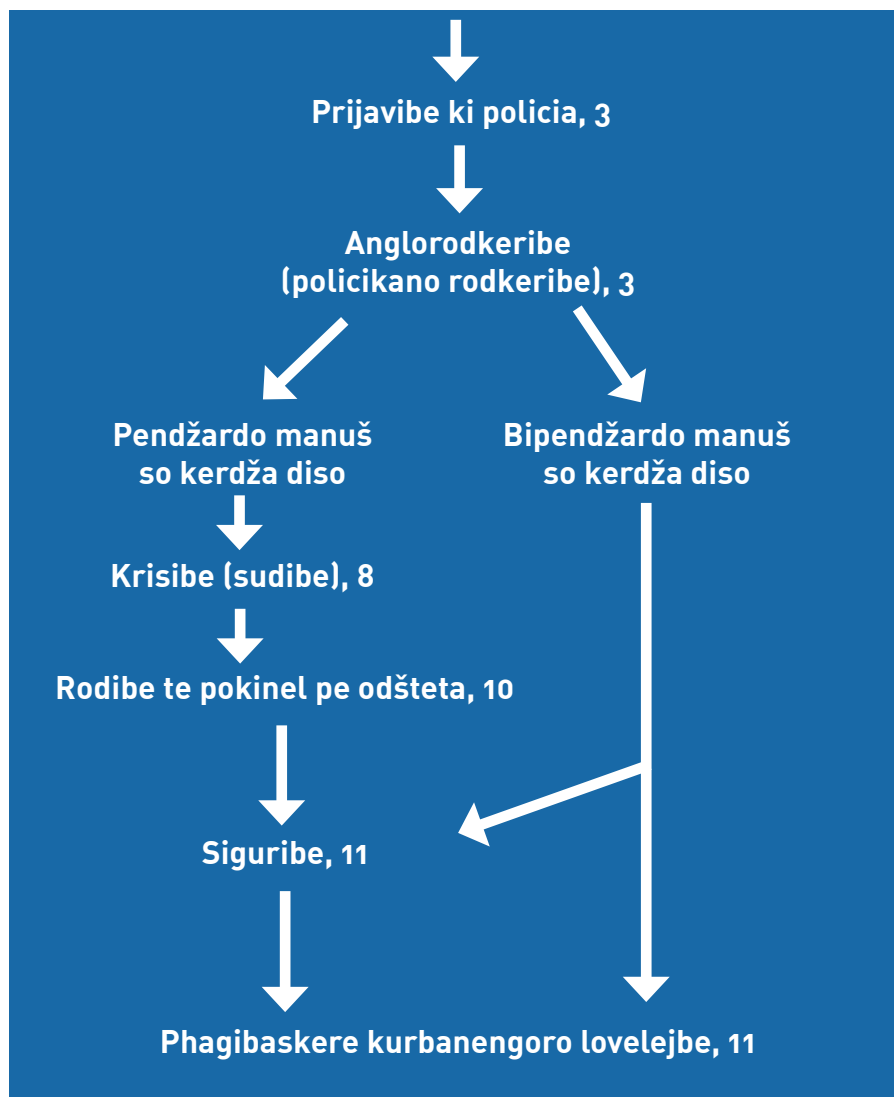 Prijavibe ki policia, 3
Anglorodkeribe
(policikano rodkeribe), 3
Pendžardo manuš
so kerdža diso
Bipendžardo manuš
so kerdža diso
Krisibe (sudibe), 8
Rodibe te pokinel pe odšteta, 10
Siguribe, 11
Phagibaskere kurbanengoro lovelejbe, 11